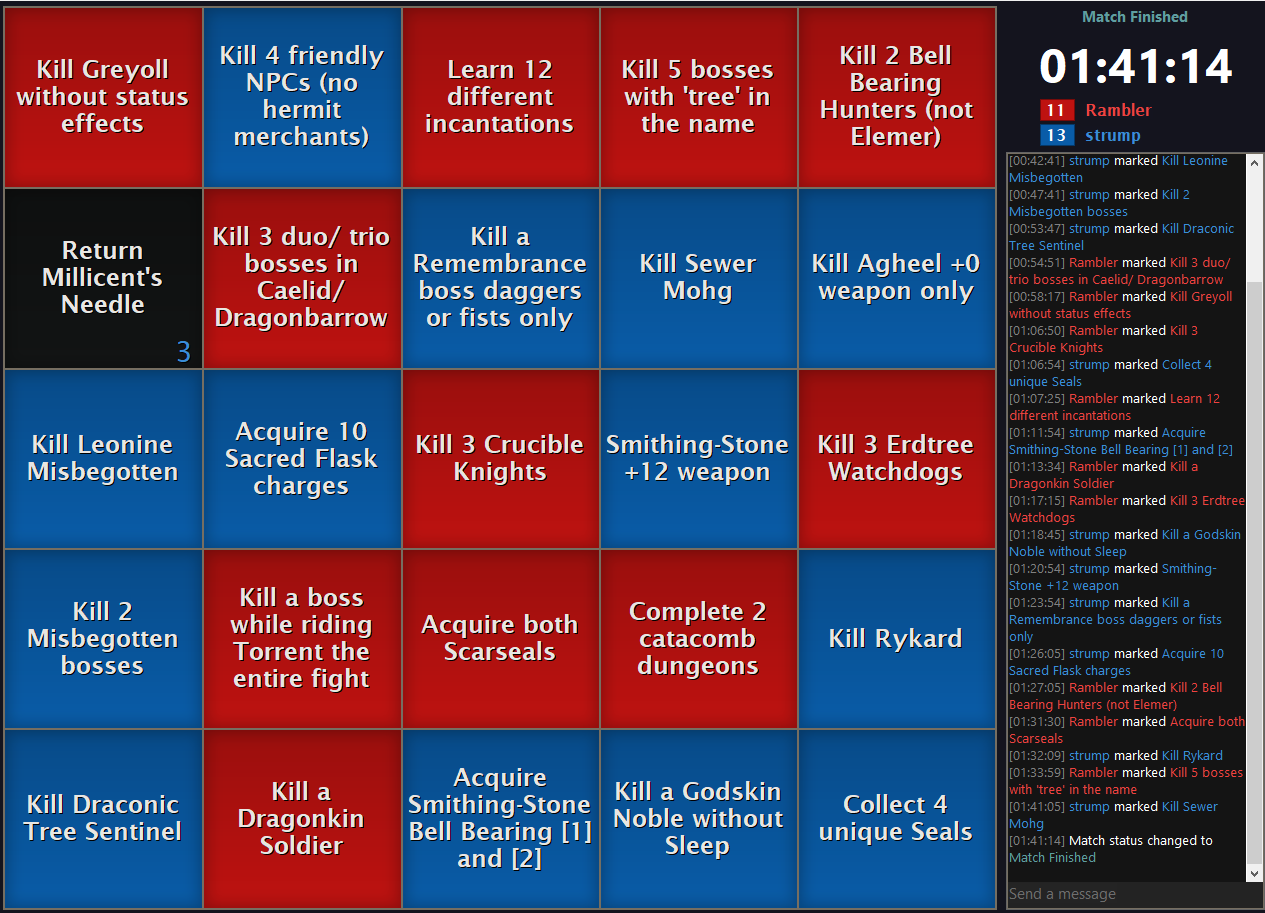 Kill Greyoll
without status
effects
Kill 4 friendly
NPCs (no
hermit
merchants)
Learn 12
different
incantations
Kill 5 bosses
with 'tree' in
the name
Kill 2 Bell
Bearing
Hunters (not
Elemer)
Return
Millicent's
Needle
3
Kill 3 duo/ trio
bosses in
Caelid/
Dragonbarrow
Kill a
Remembrance
boss daggers
or fists only
Kill Sewer
Mohg
Kill Agheel +0
weapon only
Kill Leonine
Misbegotten
Acquire 10
Sacred Flask
charges
Kill 3 Crucible
Knights
Smithing-Stone
+12 weapon
Kill 3 Erdtree
Watchdogs
Kill 2
Misbegotten
bosses
Kill a boss
while riding
Torrent the
entire fight
Acquire both
Scarseals
Complete 2
catacomb
dungeons
Kill Rykard
Kill Draconic
Tree Sentinel
Kill a
Dragonkin
Soldier
Acquire
Smithing-Stone
Bell Bearing [1]
and [2]
Kill a Godskin
Noble without
Sleep
Collect 4
unique Seals
Match Finished
01:41:14
11 Rambler
13 strump
[00:42:41] strump marked Kill Leonine
Misbegotten
[00:47:41] strump marked Kill 2
Misbegotten bosses
[00:53:47] strump marked Kill Draconic
Tree Sentinel
[00:54:51] Rambler marked Kill 3 duo/
trio bosses in Caelid/ Dragonbarrow
[00:58:17] Rambler marked Kill Greyoll
without status effects
[01:06:50] Rambler marked Kill 3
Crucible Knights
[01:06:54] strump marked Collect 4
unique Seals
[01:07:25] Rambler marked Learn 12
different incantations
[01:11:54] strump marked Acquire
Smithing-Stone Bell Bearing [1] and [2]
[01:13:34] Rambler marked Kill a
Dragonkin Soldier
[01:17:15] Rambler marked Kill 3 Erdtree
Watchdogs
[01:18:45] strump marked Kill a Godskin
Noble without Sleep
[01:20:54] strump marked Smithing-
Stone +12 weapon
[01:23:54] strump marked Kill a
Remembrance boss daggers or fists
only
[01:26:05] strump marked Acquire 10
Sacred Flask charges
[01:27:05] Rambler marked Kill 2 Bell
Bearing Hunters (not Elemer)
[01:31:30] Rambler marked Acquire both
Scarseals
[01:32:09] strump marked Kill Rykard
[01:33:59] Rambler marked Kill 5 bosses
with 'tree' in the name
[01:41:05] strump marked Kill Sewer
Mohg
[01:41:14] Match status changed to
Match Finished
Send a message